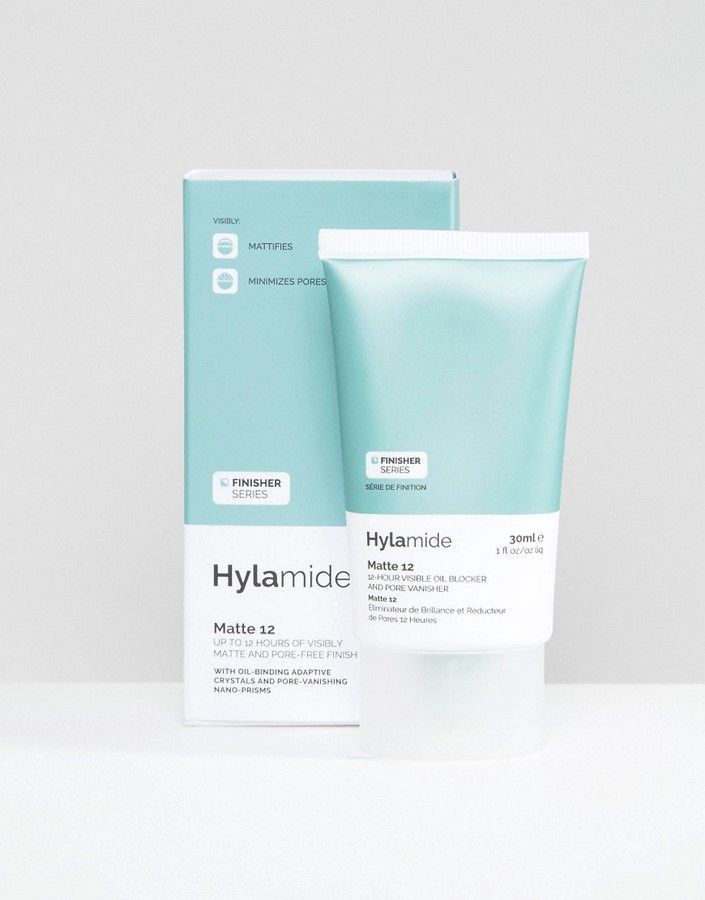 VISIBLY:
MATTIFIES
MINIMIZES PORES
FINISHER
SERIES
Hylamide
Matte 12
UP TO 12 HOURS OF VISIBLY
MATTE AND PORE-FREE FINISH
WITH OIL-BINDING ADAPTIVE
CRYSTALS AND PORE-VANISHING
NANO-PRISMS
FINISHER
SERIES
SÉRIE DE FINITION
Hylamide
30ml e
1 fl oz/oz liq
Matte 12
12-HOUR VISIBLE OIL BLOCKER
AND PORE VANISHER
Matte 12
Éliminateur de Brillance et Réducteur
de Pores 12 Heures